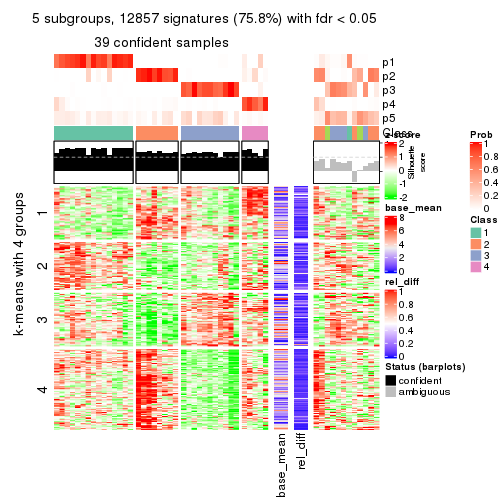 5 subgroups, 12857 signatures (75.8%) with fdr < 0.05
39 confident samples
p1
p2
p3
p4
p5
Class
z-score
2
1
0
-1
-2
Silhouette
score
k-means with 4 groups
1
2
3
4
base_mean
rel_diff
base_mean
8
6
4
2
0
rel_diff
1
0.8
0.6
0.4
0.2
0
Status (barplots)
confident
ambiguous
Prob
1
0.8
0.6
0.4
0.2
0
Class
1
2
3
4